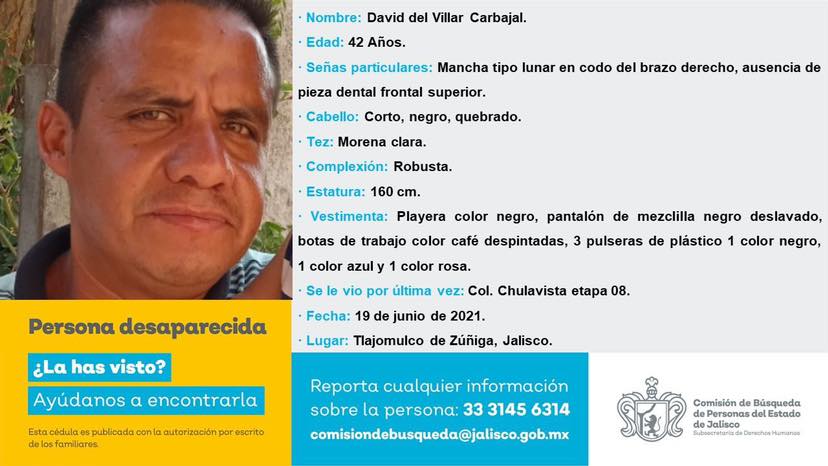 · Nombre: David del Villar Carbajal.
· Edad: 42 Años.
· Señas particulares: Mancha tipo lunar en codo del brazo derecho, ausencia de
pieza dental frontal superior.
· Cabello: Corto, negro, quebrado.
· Tez: Morena clara.
· Complexión: Robusta.
· Estatura: 160 cm.
· Vestimenta: Playera color negro, pantalón de mezclilla negro deslavado,
botas de trabajo color café despintadas, 3 pulseras de plástico 1 color negro,
1 color azul y 1 color rosa.
· Se le vio por última vez: Col. Chulavista etapa 08.
· Fecha: 19 de junio de 2021.
· Lugar: Tlajomulco de Zúñiga, Jalisco.
Persona desaparecida
¿La has visto?
Ayúdanos a encontrarla
Esta cédula es publicada con la autorización por escrito
de los familiares.
Reporta cualquier información
sobre la persona: 33 3145 6314
comisiondebusqueda@jalisco.gob.mx
Comisión de Búsqueda
de Personas del Estado
de Jalisco
Subsecretaría de Derechos Humanos